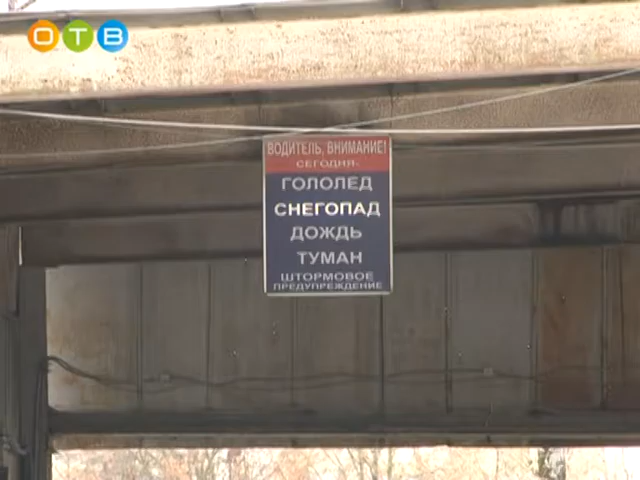 ОТВ
ВОДИТЕЛЬ, ВНИМАНИЕ!
СЕГОДНЯ-
ГОЛОЛЕД
СНЕГОПАД
ДОЖДЬ
ТУМАН
ШТОРМОВОЕ
ПРЕДУПРЕЖДЕНИЕ